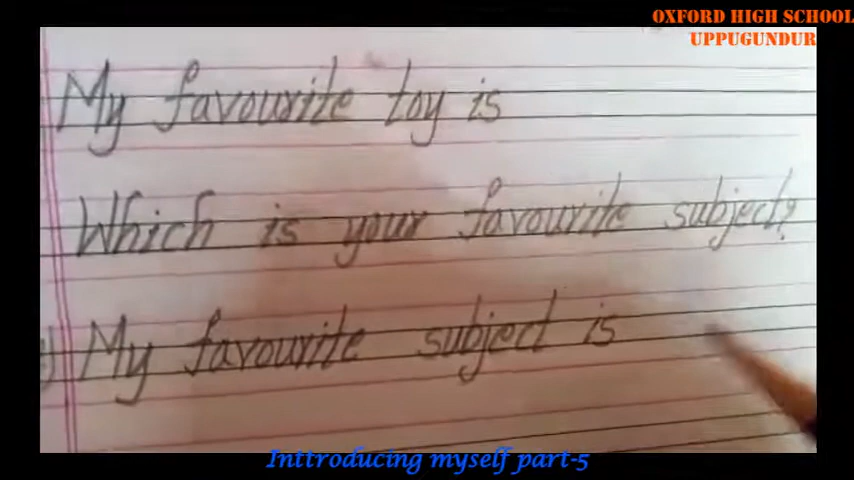 OXFORD HIGH SCHOOL
UPPUGUNDUR
My favourite toy is
Which is your favourite subject?
My favourite subject is
Inttroducing myself part-5